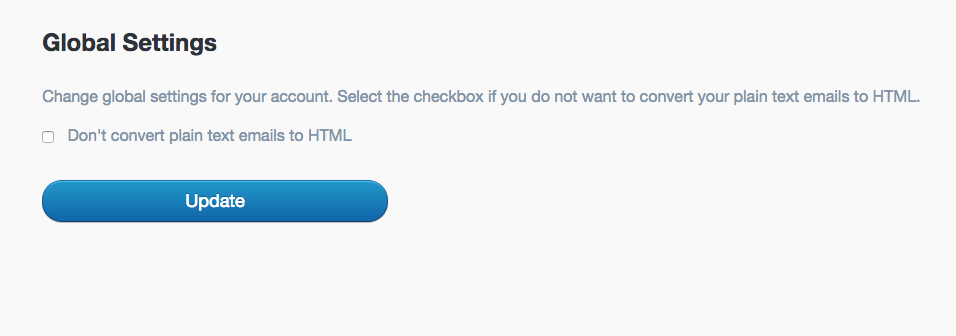 Global Settings
Change global settings for your account. Select the checkbox if you do not want to convert your plain text emails to HTML.
Don't convert plain text emails to HTML
Update